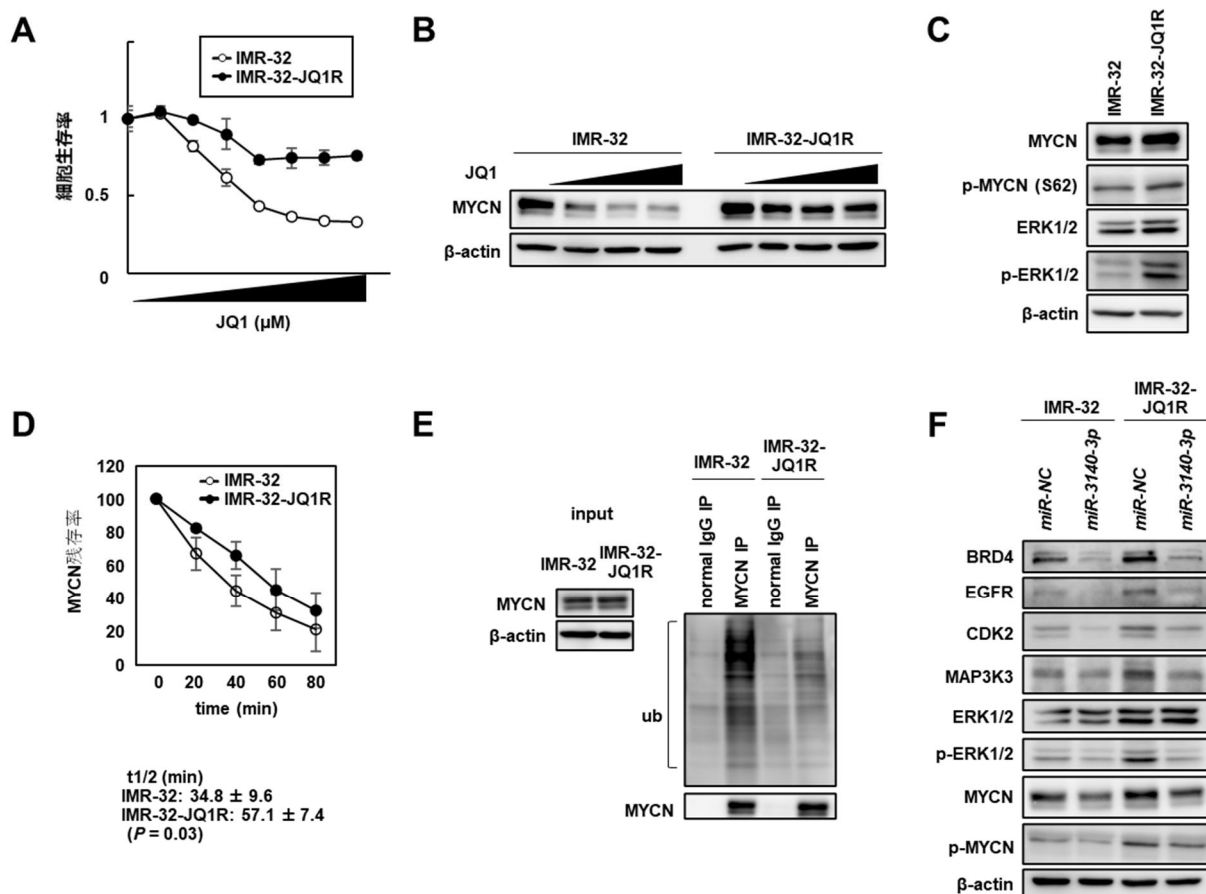 A
IMR-32
IMR-32-JQ1R
細胞生存率
1
0.5
0
JQ1 (μM)
B
IMR-32
IMR-32-JQ1R
JQ1
MYCN
β-actin
C
IMR-32
IMR-32-JQ1R
MYCN
p-MYCN (S62)
ERK1/2
p-ERK1/2
β-actin
D
MYCN残存率
120
100
80
60
40
20
0
IMR-32
IMR-32-JQ1R
0 20 40 60 80
time (min)
t1/2 (min)
IMR-32: 34.8 ± 9.6
IMR-32-JQ1R: 57.1 ± 7.4
(P = 0.03)
E
input
IMR-32
IMR-32-
JQ1R
MYCN
β-actin
IMR-32
IMR-32-
JQ1R
normal IgG IP
MYCN IP
normal IgG IP
MYCN IP
ub
MYCN
F
IMR-32
IMR-32-
JQ1R
miR-NC
miR-3140-3p
miR-NC
miR-3140-3p
BRD4
EGFR
CDK2
MAP3K3
ERK1/2
p-ERK1/2
MYCN
p-MYCN
β-actin